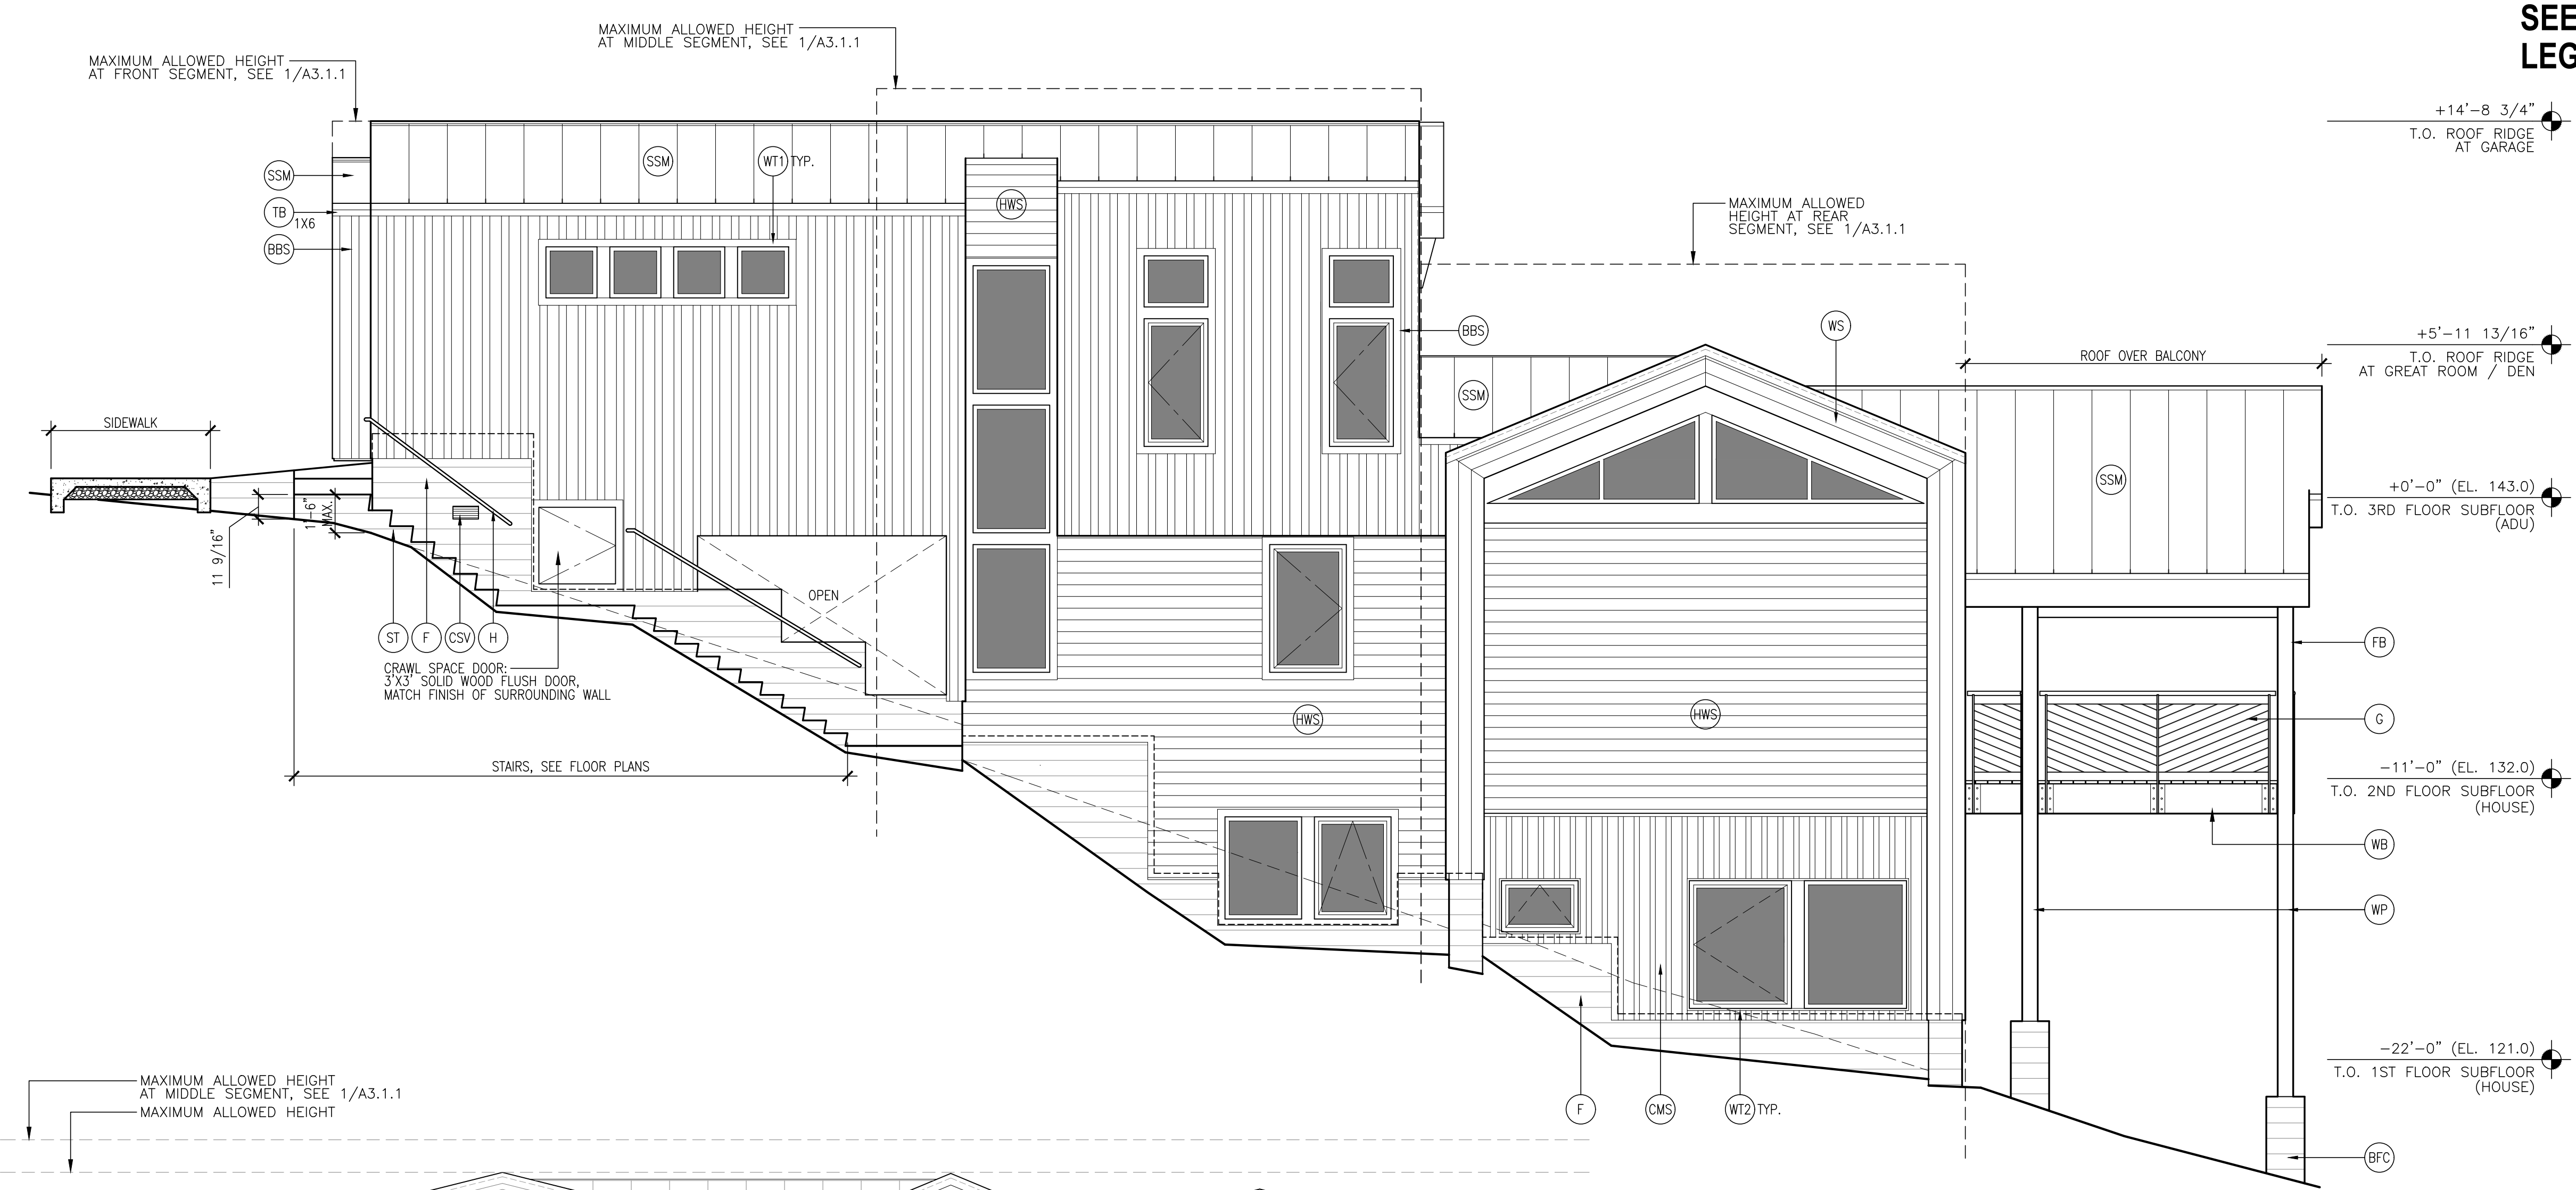 SEE
LEG
MAXIMUM ALLOWED HEIGHT
AT MIDDLE SEGMENT, SEE 1/A3.1.1
MAXIMUM ALLOWED HEIGHT
AT FRONT SEGMENT, SEE 1/A3.1.1
+14'-8 3/4"
T.O. ROOF RIDGE
AT GARAGE
SSM
WT1 TYP.
SSM
TB
1X6
BBS
HWS
MAXIMUM ALLOWED
HEIGHT AT REAR
SEGMENT, SEE 1/A3.1.1
BBS
WS
+5'-11 13/16"
T.O. ROOF RIDGE
AT GREAT ROOM / DEN
ROOF OVER BALCONY
SSM
SSM
SIDEWALK
11 9/16"
1'-6"
MAX.
+0'-0" (EL. 143.0)
T.O. 3RD FLOOR SUBFLOOR
(ADU)
OPEN
ST
F
CSV
H
CRAWL SPACE DOOR:
3'X3' SOLID WOOD FLUSH DOOR,
MATCH FINISH OF SURROUNDING WALL
STAIRS, SEE FLOOR PLANS
HWS
HWS
FB
G
-11'-0" (EL. 132.0)
T.O. 2ND FLOOR SUBFLOOR
(HOUSE)
WB
WP
-22'-0" (EL. 121.0)
T.O. 1ST FLOOR SUBFLOOR
(HOUSE)
F
CMS
WT2 TYP.
BFC
MAXIMUM ALLOWED HEIGHT
AT MIDDLE SEGMENT, SEE 1/A3.1.1
MAXIMUM ALLOWED HEIGHT